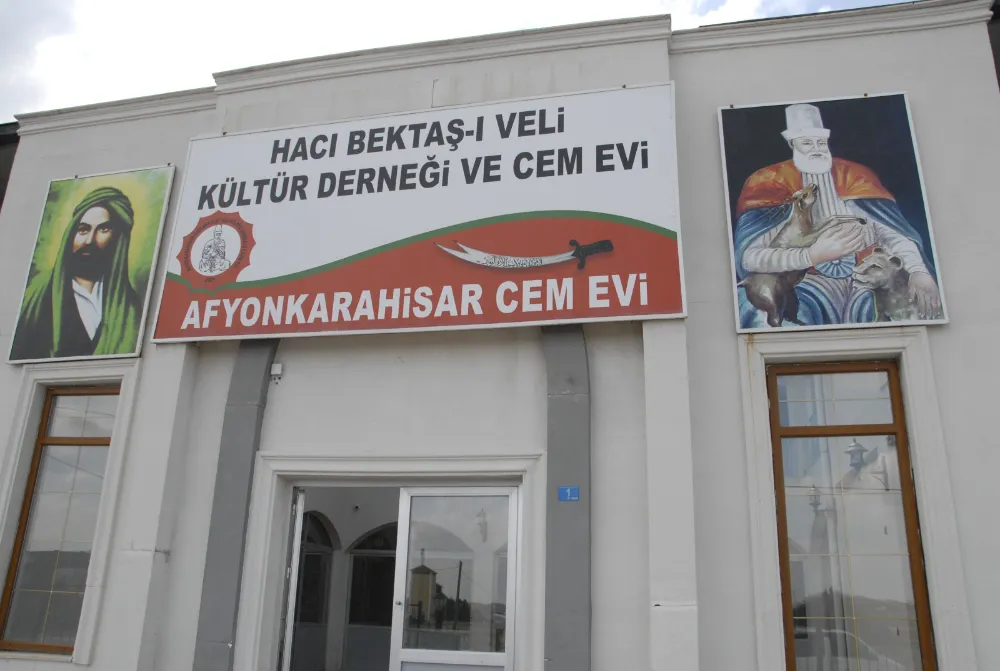 HACI BEKTAŞ-I VELİ
KÜLTÜR DERNEĞİ VE CEM EVİ
AFYONKARAHİSAR CEM EVİ
1